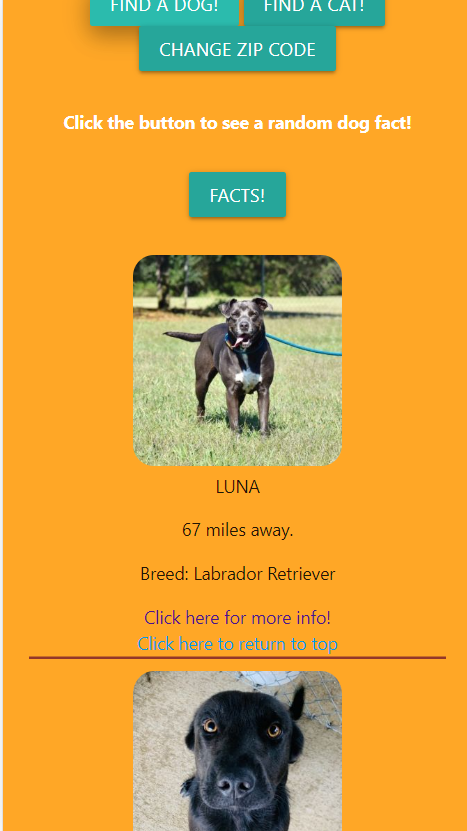 FIND A DOG!
FIND A CAT!
CHANGE ZIP CODE
Click the button to see a random dog fact!
FACTS!
LUNA
67 miles away.
Breed: Labrador Retriever
Click here for more info!
Click here to return to top